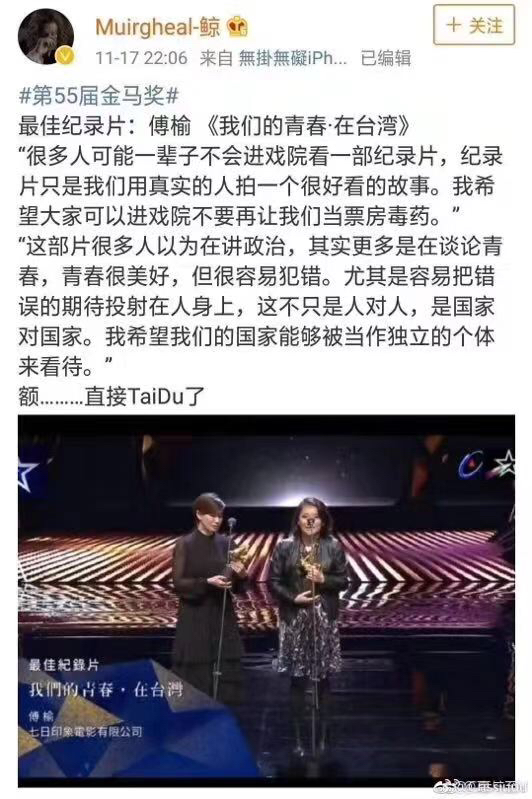 Muirgheal-鲸
+ 关注
11-17 22:06 来自 無掛無礙iPh... 已编辑
#第55届金马奖#
最佳纪录片：傅榆 《我们的青春·在台湾》
“很多人可能一辈子不会进戏院看一部纪录片，纪录
片只是我们用真实的人拍一个很好看的故事。我希
望大家可以进戏院不要再让我们当票房毒药。”
“这部片很多人以为在讲政治，其实更多是在谈论青
春，青春很美好，但很容易犯错。尤其是容易把错
误的期待投射在人身上，这不只是人对人，是国家
对国家。我希望我们的国家能够被当作独立的个体
来看待。”
额………直接TaiDu了
最佳紀錄片
我們的青春·在台灣
傅榆
七日印象電影有限公司